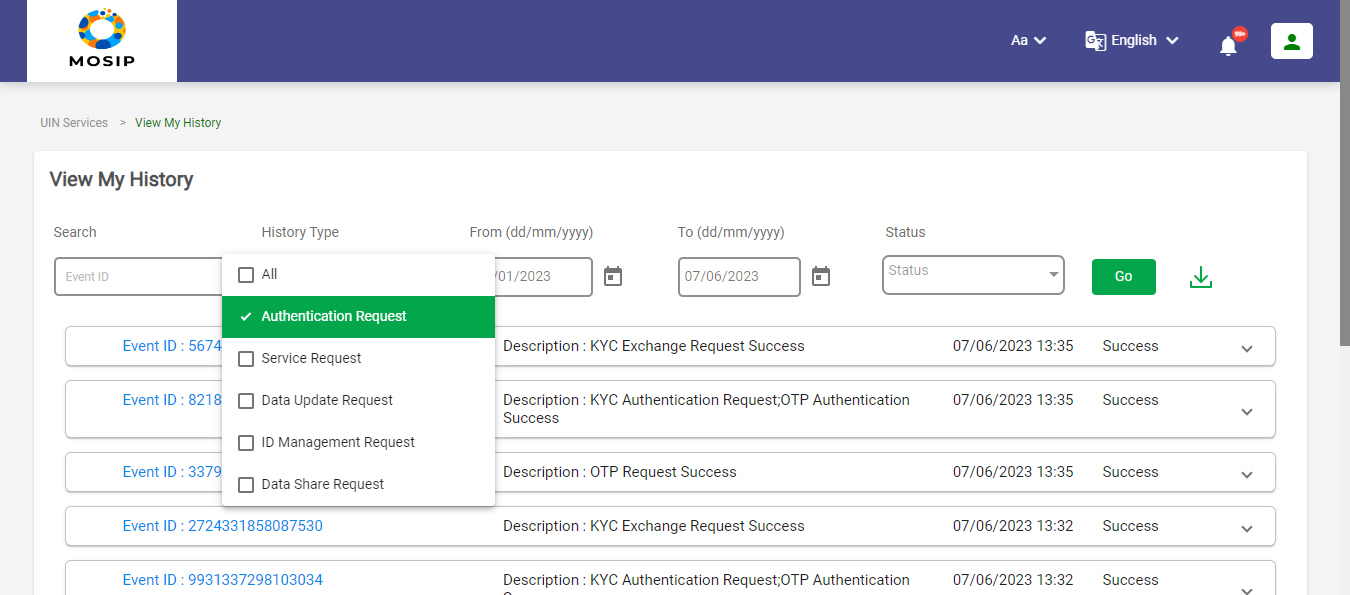 MOSIP
Aa
English
99+
UIN Services > View My History
View My History
Search
History Type
From (dd/mm/yyyy)
To (dd/mm/yyyy)
Status
Event ID
/01/2023
07/06/2023
Status
Go
All
Authentication Request
Service Request
Data Update Request
ID Management Request
Data Share Request
Event ID : 5674
Description : KYC Exchange Request Success
07/06/2023 13:35
Success
Event ID : 8218
Description : KYC Authentication Request;OTP Authentication
Success
07/06/2023 13:35
Success
Event ID : 3379
Description : OTP Request Success
07/06/2023 13:35
Success
Event ID : 2724331858087530
Description : KYC Exchange Request Success
07/06/2023 13:32
Success
Event ID : 9931337298103034
Description : KYC Authentication Request;OTP Authentication
07/06/2023 13:32
Success